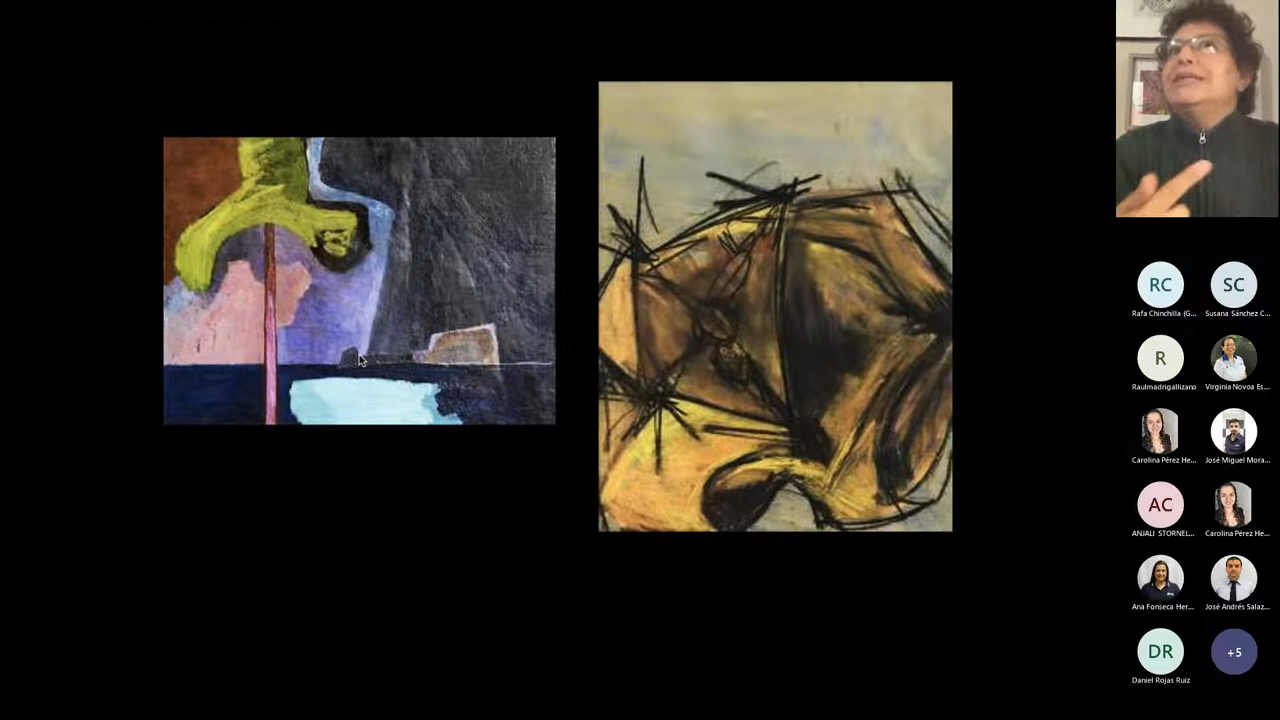 RC
SC
Rafa Chinchilla (G...
Susana Sánchez C...
R
Raulmadrigallizano
Virginia Novoa Es...
Carolina Pérez He...
José Miguel Mora...
AC
ANJALI STORNEL...
Carolina Pérez He...
Ana Fonseca Her...
José Andrés Salaz...
DR
+5
Daniel Rojas Ruiz